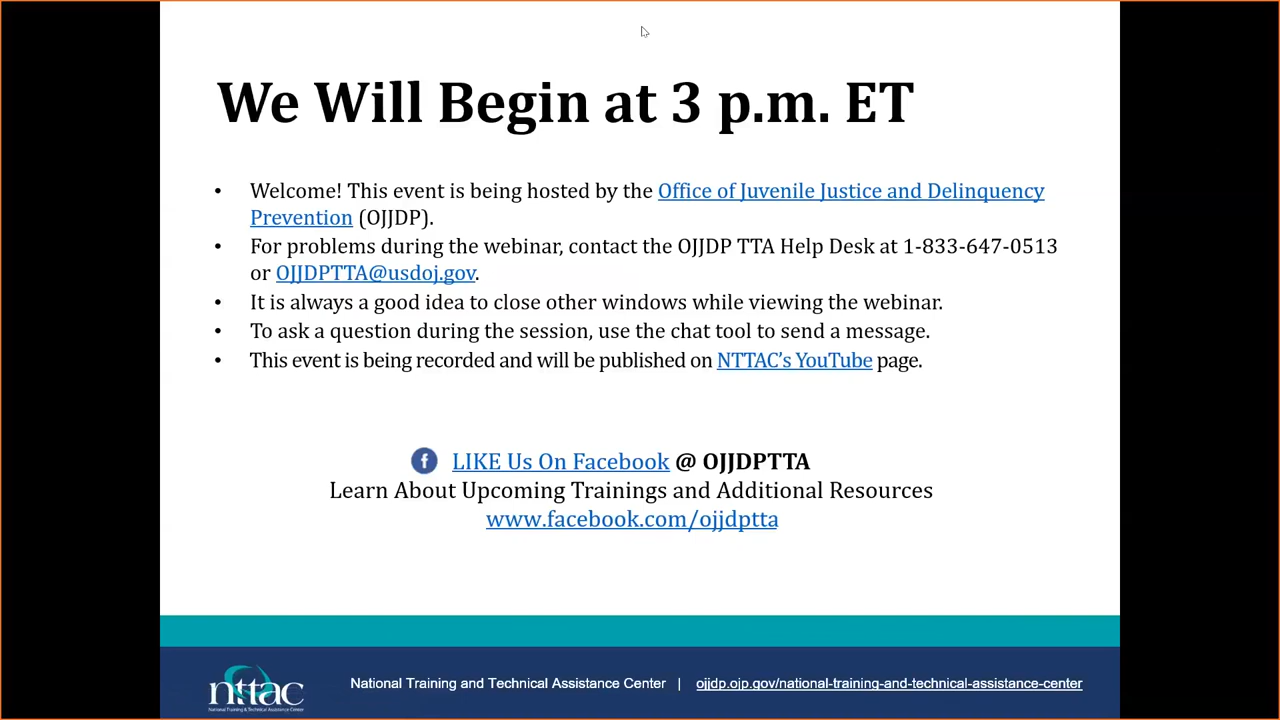 We Will Begin at 3 p.m. ET
• Welcome! This event is being hosted by the Office of Juvenile Justice and Delinquency
Prevention (OJJDP).
• For problems during the webinar, contact the OJJDP TTA Help Desk at 1-833-647-0513
or OJJDPTTA@usdoj.gov.
• It is always a good idea to close other windows while viewing the webinar.
• To ask a question during the session, use the chat tool to send a message.
• This event is being recorded and will be published on NTTAC’s YouTube page.
f LIKE Us On Facebook @ OJJDPTTA
Learn About Upcoming Trainings and Additional Resources
www.facebook.com/ojjdptta
nttac
National Training & Technical Assistance Center
National Training and Technical Assistance Center | ojjdp.ojp.gov/national-training-and-technical-assistance-center